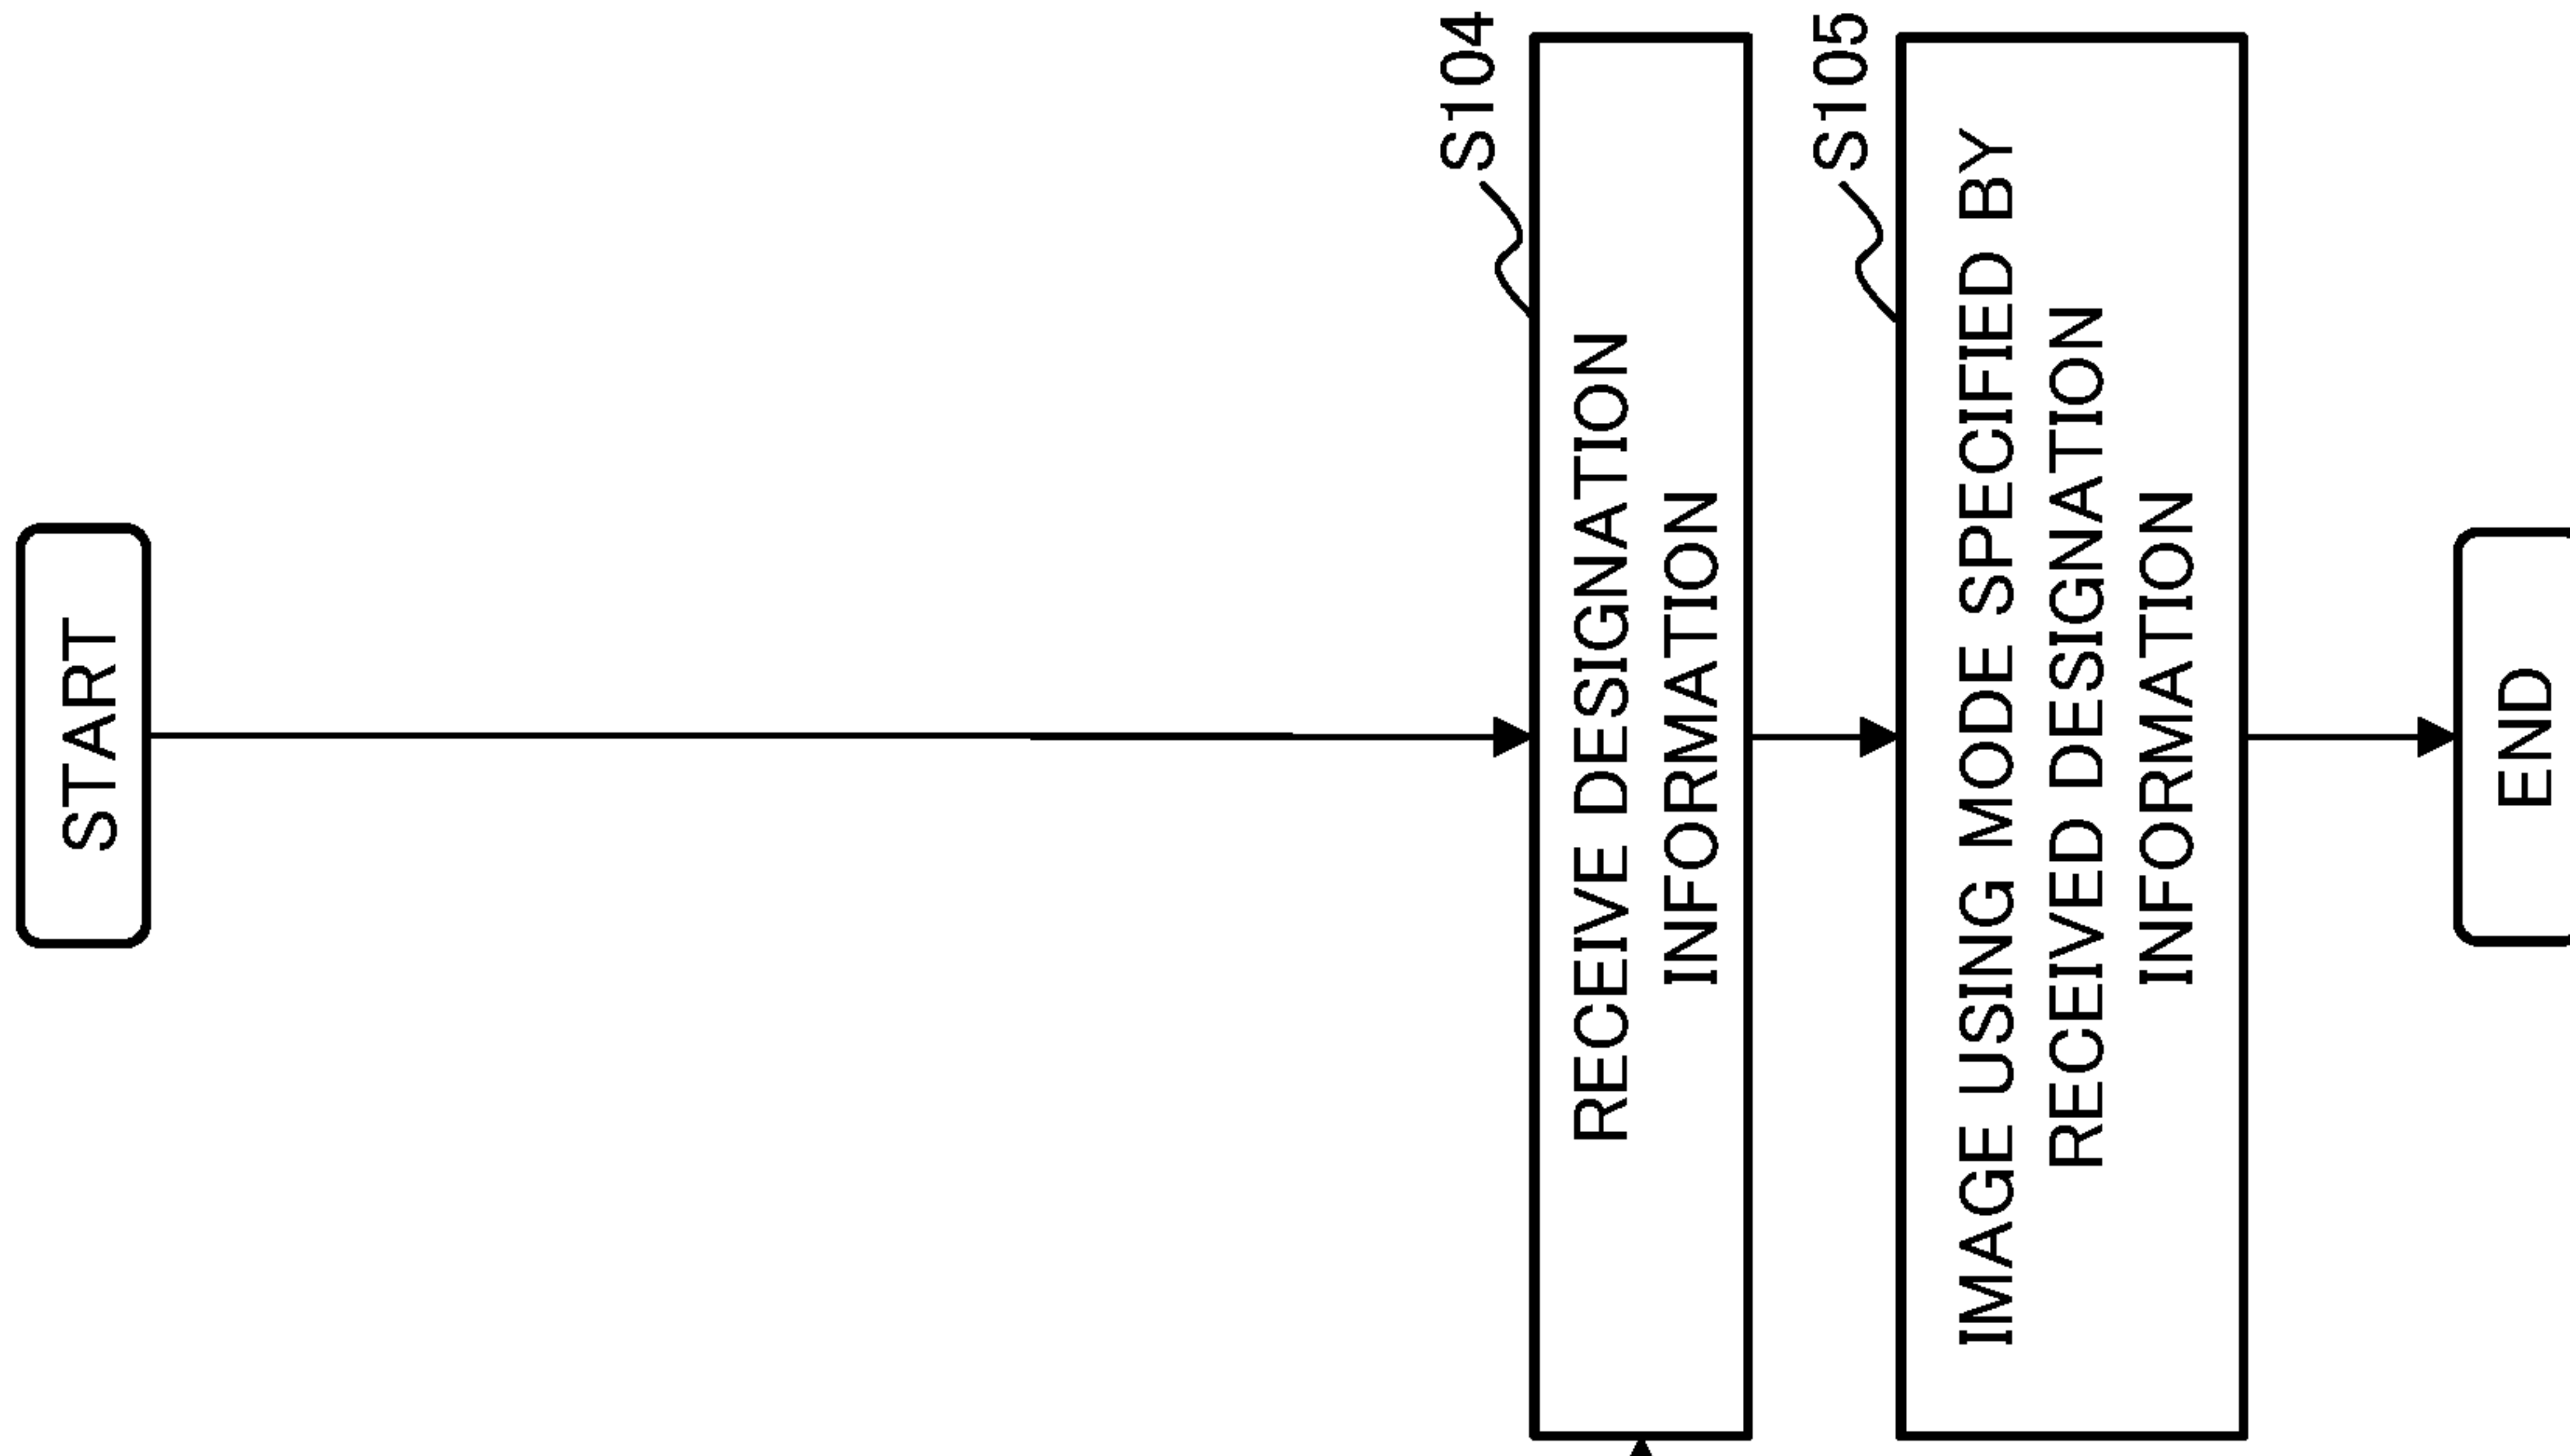 START
S104
RECEIVE DESIGNATION
INFORMATION
S105
IMAGE USING MODE SPECIFIED BY
RECEIVED DESIGNATION
INFORMATION
END